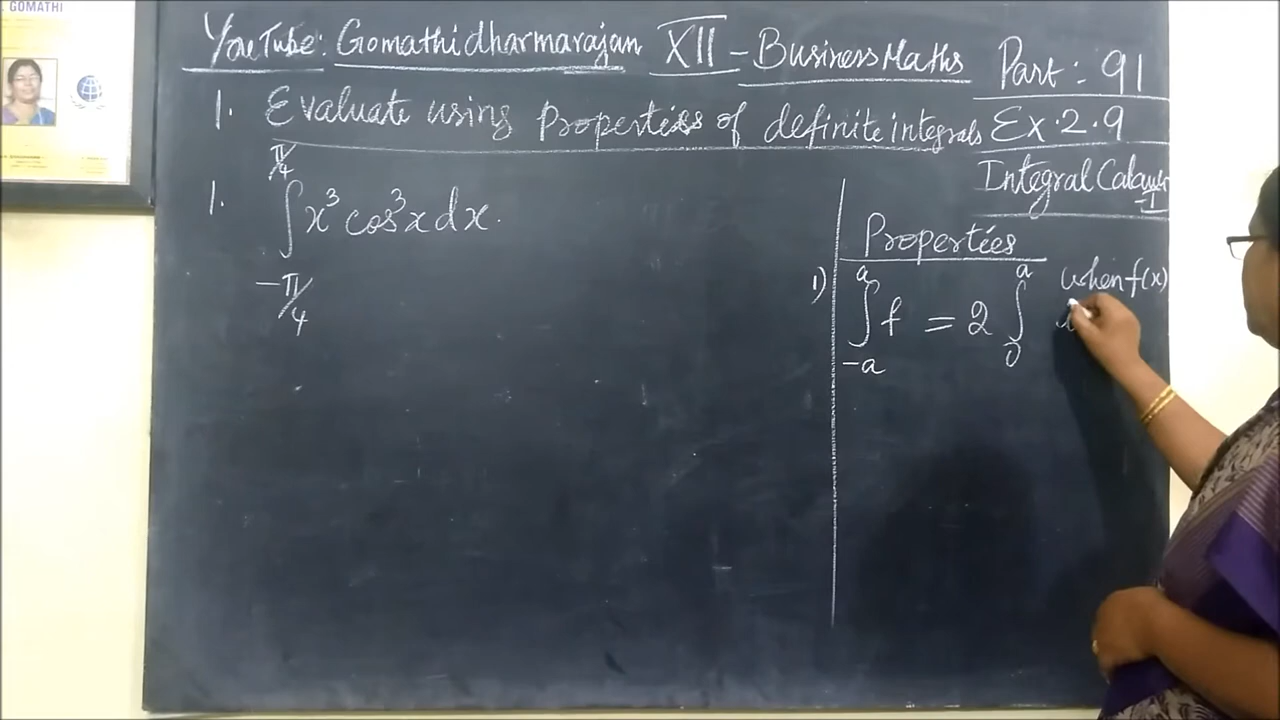 . GOMATHI
YouTube: Gomathidharmarajan XII - Business Maths Part: 91
1. Evaluate using Properties of definite integrals Ex. 2.9
Integral Calculus - I
1. ∫_{-π/4}^{π/4} x³ cos³x dx.
Properties
1) ∫_{-a}^{a} f = 2 ∫_{0}^{a} when f(x)